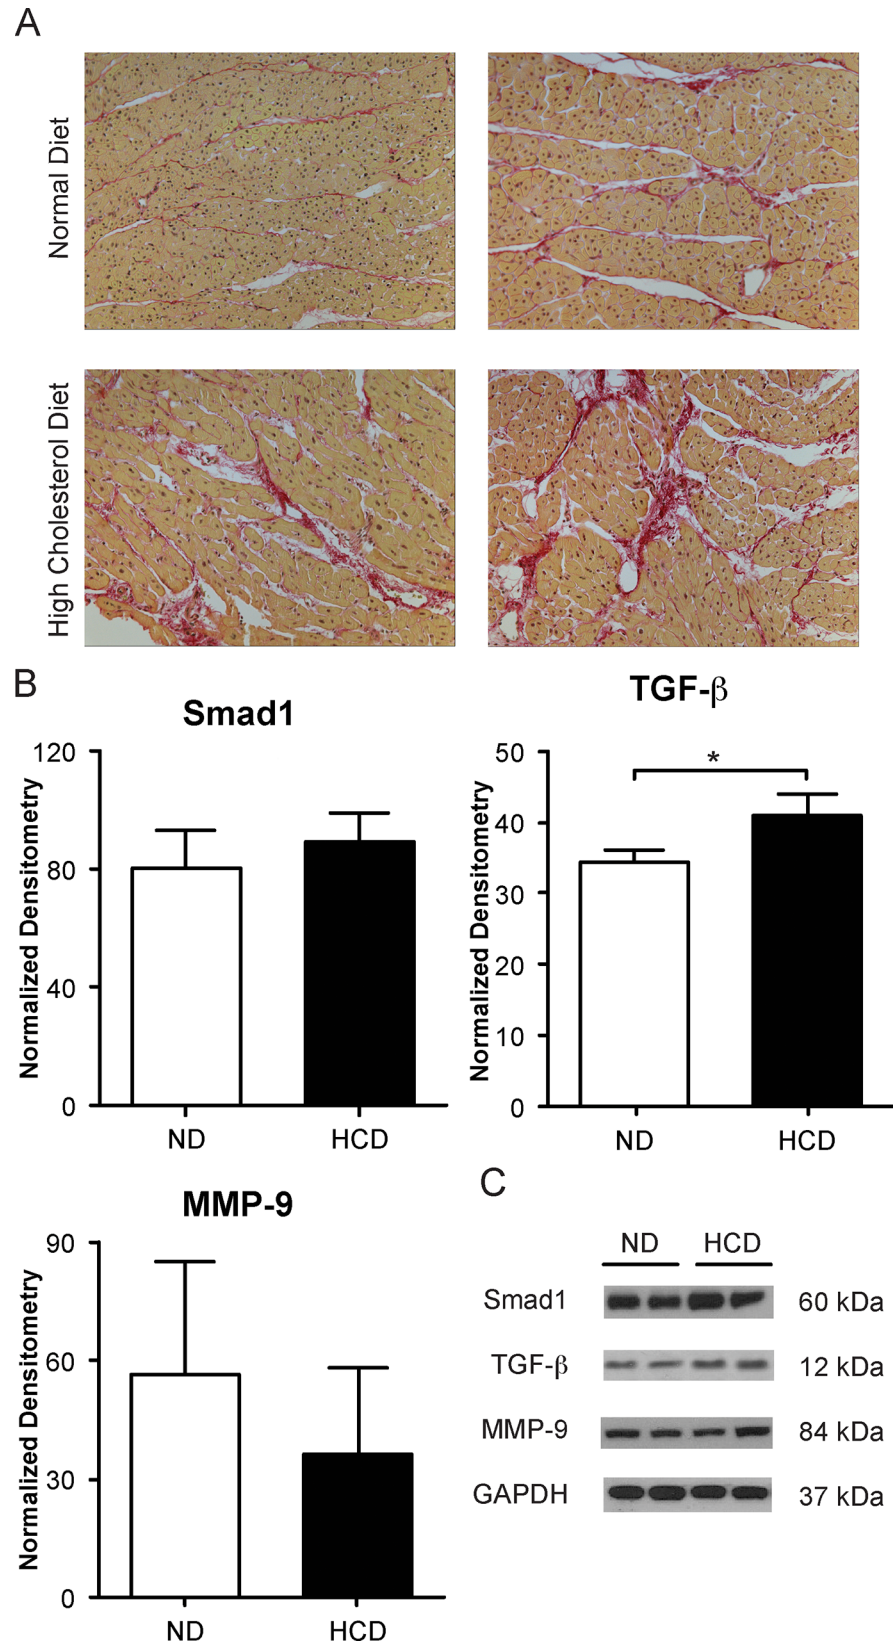 A
Normal Diet
High Cholesterol Diet
B
Smad1
Normalized Densitometry
120
80
40
0
ND
HCD
TGF-β
Normalized Densitometry
50
40
30
20
10
0
*
ND
HCD
MMP-9
Normalized Densitometry
90
60
30
0
ND
HCD
C
ND HCD
Smad1 60 kDa
TGF-β 12 kDa
MMP-9 84 kDa
GAPDH 37 kDa